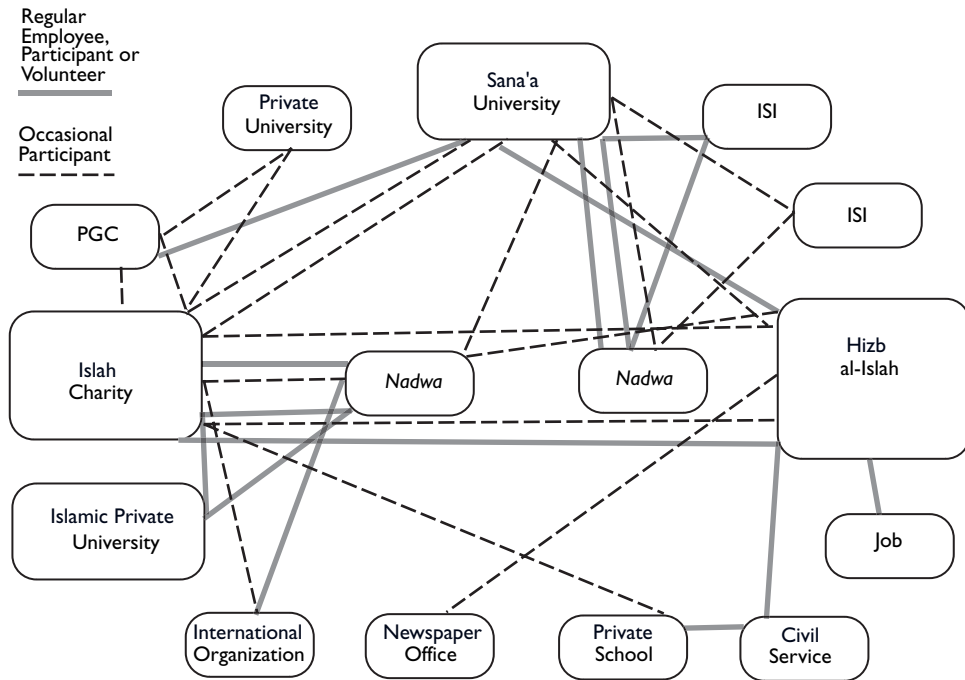 Regular
Employee,
Participant or
Volunteer
Occasional
Participant
Private
University
Sana'a
University
ISI
PGC
ISI
Islah
Charity
Nadwa
Nadwa
Hizb
al-Islah
Islamic Private
University
Job
International
Organization
Newspaper
Office
Private
School
Civil
Service